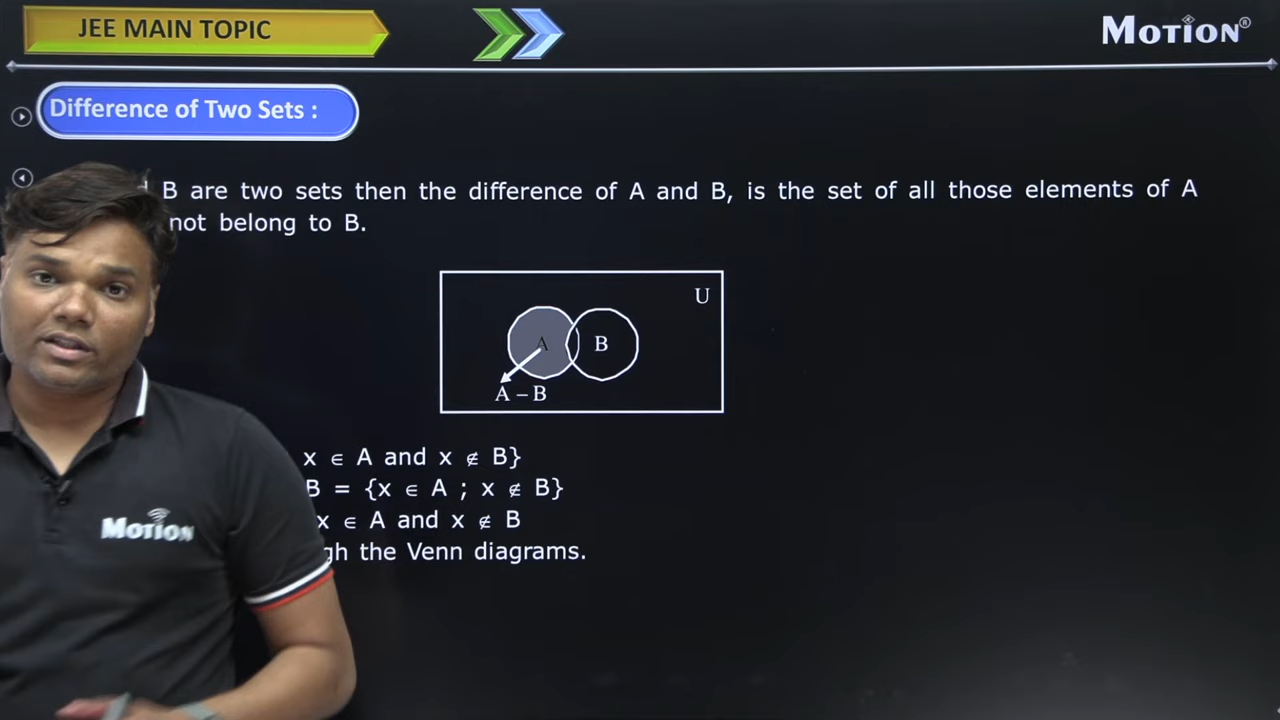 JEE MAIN TOPIC
MOTION®
Difference of Two Sets :
B are two sets then the difference of A and B, is the set of all those elements of A
not belong to B.
U
A
B
A – B
x ∈ A and x ∉ B}
B = {x ∈ A ; x ∉ B}
x ∈ A and x ∉ B
the Venn diagrams.
MOTION